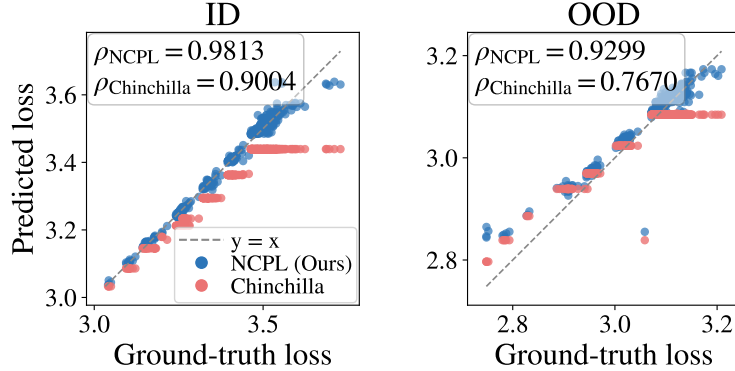 ID
ρNCPL = 0.9813
ρChinchilla = 0.9004
Predicted loss
3.6
3.4
3.2
3.0
y = x
NCPL (Ours)
Chinchilla
3.0
3.5
Ground-truth loss
OOD
ρNCPL = 0.9299
ρChinchilla = 0.7670
3.2
3.0
2.8
2.8
3.0
3.2
Ground-truth loss